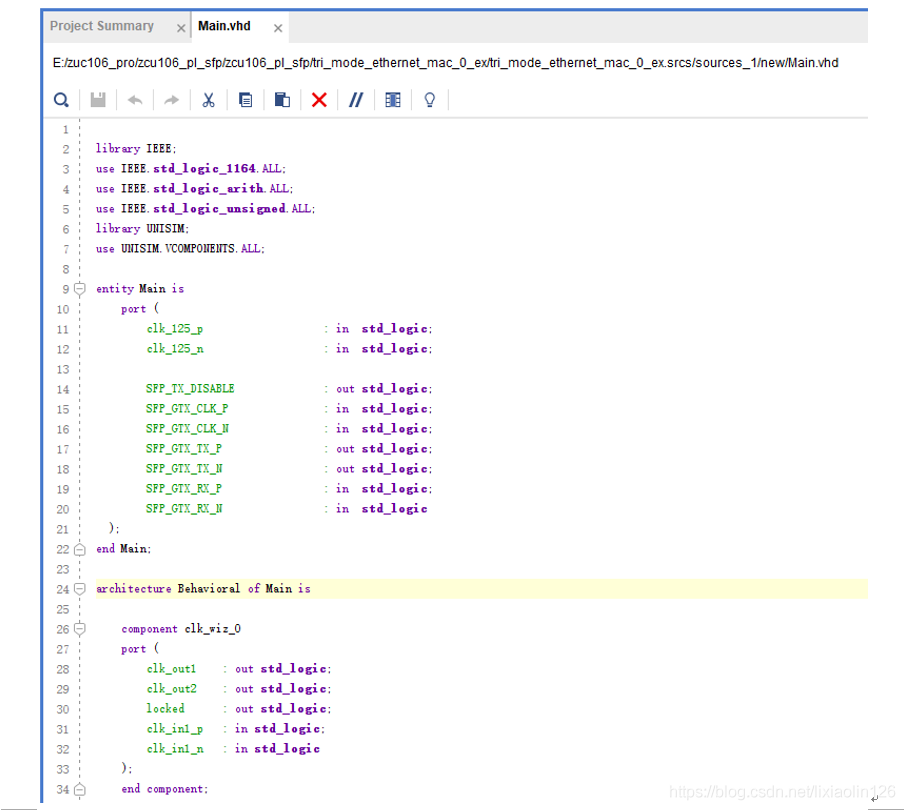 Project Summary × Main.vhd ×
E:/zuc106_pro/zcu106_pl_sfp/zcu106_pl_sfp/tri_mode_ethernet_mac_0_ex/tri_mode_ethernet_mac_0_ex.srcs/sources_1/new/Main.vhd
1
2 library IEEE;
3 use IEEE.std_logic_1164.ALL;
4 use IEEE.std_logic_arith.ALL;
5 use IEEE.std_logic_unsigned.ALL;
6 library UNISIM;
7 use UNISIM.VCOMPONENTS.ALL;
8
9 entity Main is
10 port (
11 clk_125_p : in std_logic;
12 clk_125_n : in std_logic;
13
14 SFP_TX_DISABLE : out std_logic;
15 SFP_GTX_CLK_P : in std_logic;
16 SFP_GTX_CLK_N : in std_logic;
17 SFP_GTX_TX_P : out std_logic;
18 SFP_GTX_TX_N : out std_logic;
19 SFP_GTX_RX_P : in std_logic;
20 SFP_GTX_RX_N : in std_logic
21 );
22 end Main;
23
24 architecture Behavioral of Main is
25
26 component clk_wiz_0
27 port (
28 clk_out1 : out std_logic;
29 clk_out2 : out std_logic;
30 locked : out std_logic;
31 clk_in1_p : in std_logic;
32 clk_in1_n : in std_logic
33 );
34 end component;
https://blog.csdn.net/lixiaolin126